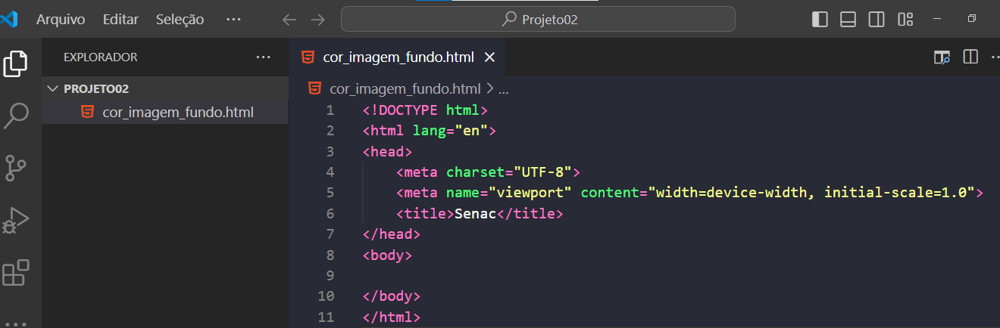 Arquivo Editar Seleção ··· Projeto02
EXPLORADOR ···
PROJETO02
cor_imagem_fundo.html
cor_imagem_fundo.html
cor_imagem_fundo.html > ...
1 <!DOCTYPE html>
2 <html lang="en">
3 <head>
4     <meta charset="UTF-8">
5     <meta name="viewport" content="width=device-width, initial-scale=1.0">
6     <title>Senac</title>
7 </head>
8 <body>
9
10 </body>
11 </html>